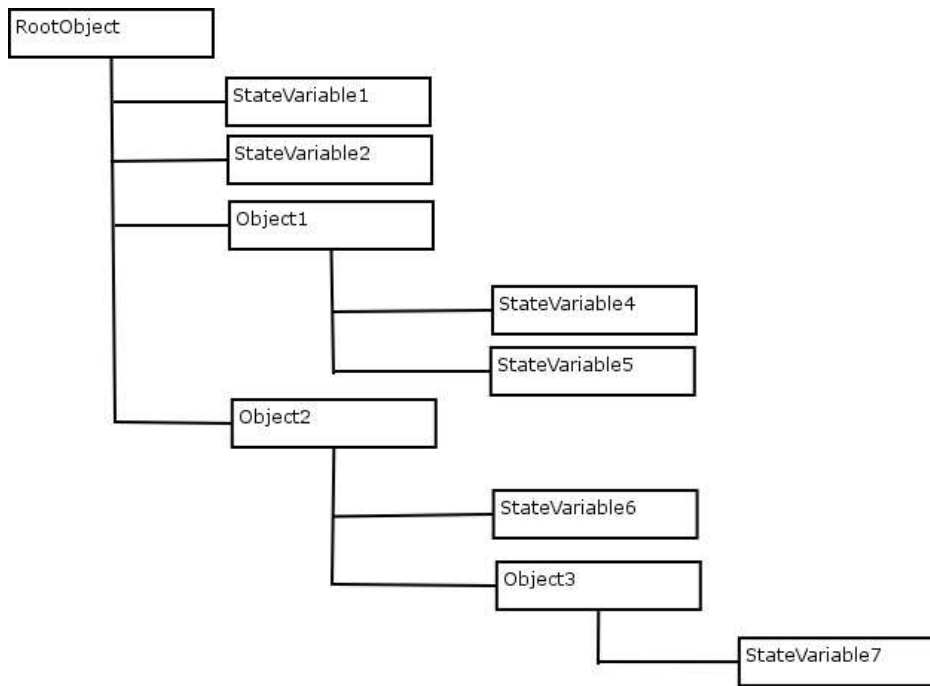 RootObject
StateVariable1
StateVariable2
Object1
StateVariable4
StateVariable5
Object2
StateVariable6
Object3
StateVariable7